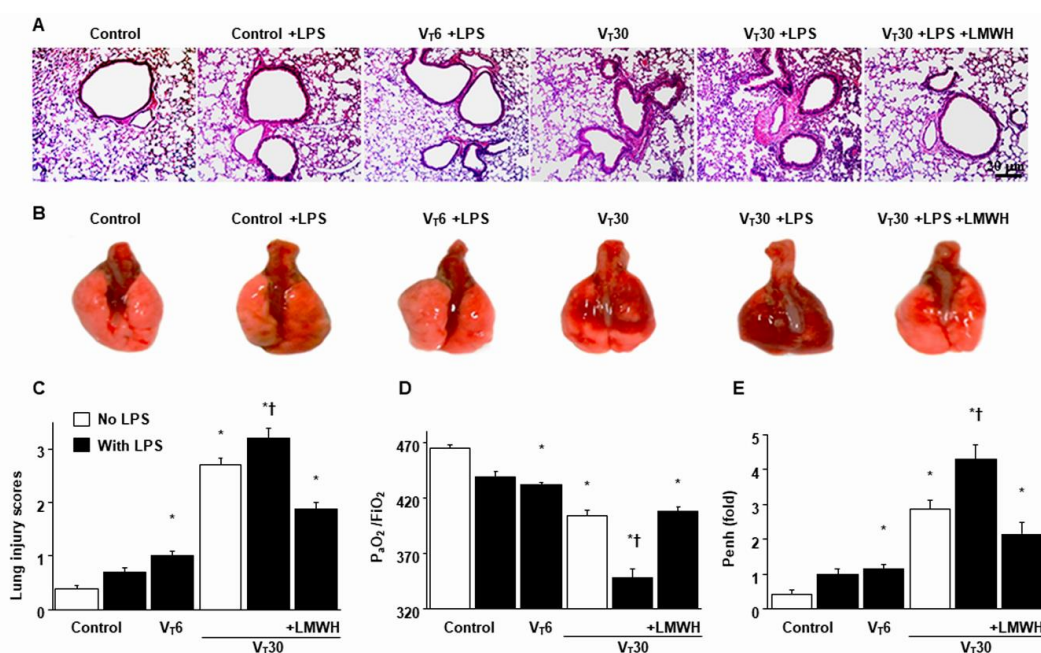 A
Control Control +LPS VT6 +LPS VT30 VT30 +LPS VT30 +LPS +LMWH
20 μm
B
Control Control +LPS VT6 +LPS VT30 VT30 +LPS VT30 +LPS +LMWH
C
No LPS
With LPS
Lung injury scores
3
2
1
0
*
*
*†
*
Control VT6 +LMWH
VT30
D
PaO2 /FiO2
470
420
370
320
*
*
*†
*
Control VT6 +LMWH
VT30
E
Penh (fold)
5
4
3
2
1
0
*
*
*†
*
Control VT6 +LMWH
VT30